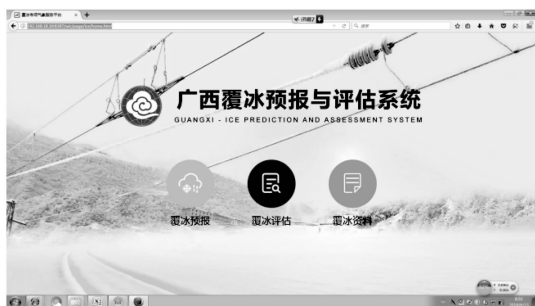 广西覆冰预报与评估系统
GUANGXI - ICE PREDICTION AND ASSESSMENT SYSTEM
覆冰预报
覆冰评估
覆冰资料